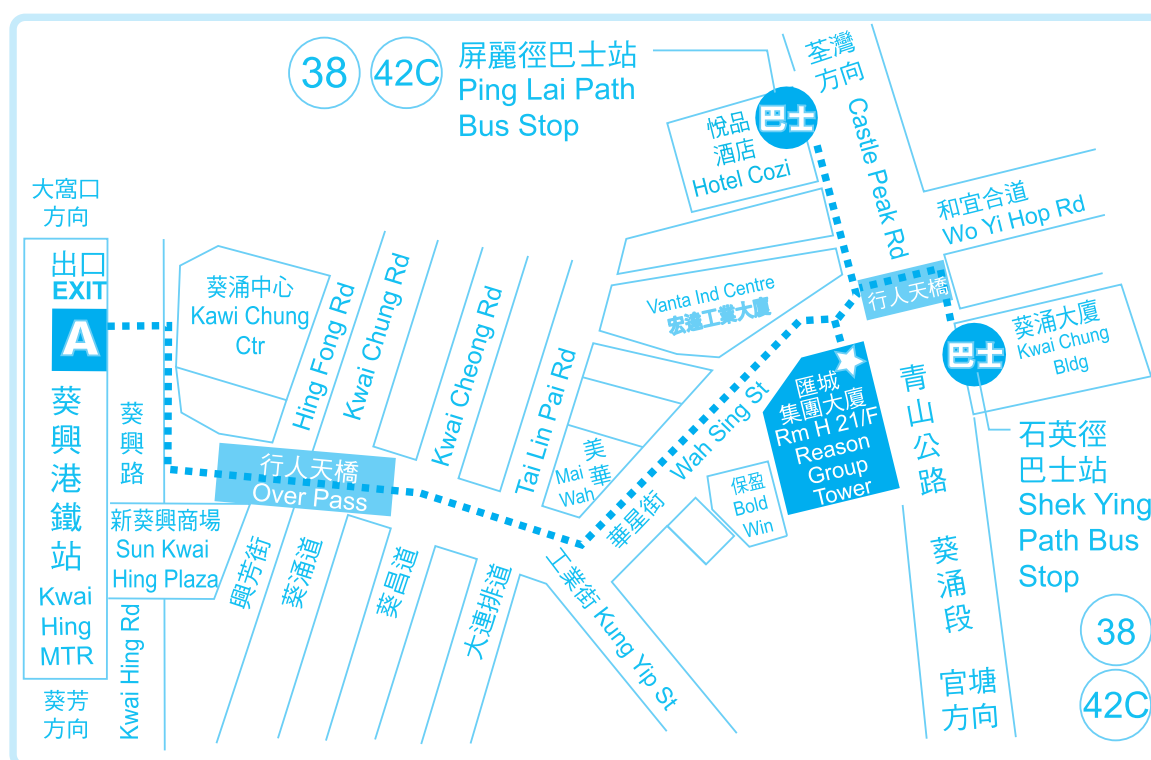 38
42C
屏麗徑巴士站
Ping Lai Path
Bus Stop
荃灣
方向
Castle Peak Rd
巴士
悅品
酒店
Hotel Cozi
和宜合道
Wo Yi Hop Rd
大窩口
方向
出口
EXIT
A
葵興港鐵站
Kwai
Hing
MTR
葵芳
方向
葵興路
Kwai Hing Rd
葵涌中心
Kawi Chung
Ctr
Hing Fong Rd
Kwai Chung Rd
Kwai Cheong Rd
Tai Lin Pai Rd
行人天橋
Over Pass
新葵興商場
Sun Kwai
Hing Plaza
興芳街
葵涌道
葵昌道
大連排道
工業街 Kung Yip St
Vanta Ind Centre
宏達工業大廈
美華
Mai
Wah
華星街
Wah Sing St
保盈
Bold
Win
匯城
集團大廈
Rm H 21/F
Reason
Group
Tower
行人天橋
巴士
葵涌大廈
Kwai Chung
Bldg
青山公路
葵涌段
官塘
方向
石英徑
巴士站
Shek Ying
Path Bus
Stop
38
42C